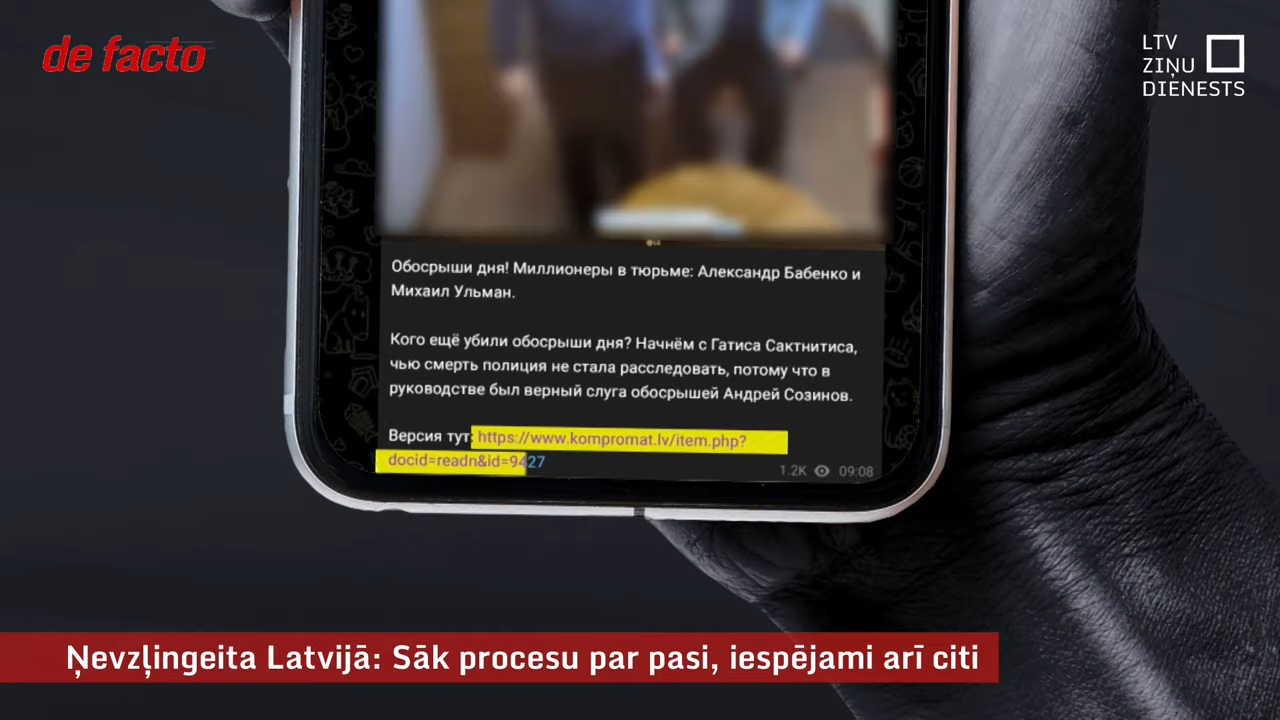 de facto
LTV
ZIŅU
DIENESTS
Обосрыши дня! Миллионеры в тюрьме: Александр Бабенко и
Михаил Ульман.
Кого ещё убили обосрыши дня? Начнём с Гатиса Сактнитиса,
чью смерть полиция не стала расследовать, потому что в
руководстве был верный слуга обосрышей Андрей Созинов.
Версия тут: https://www.kompromat.lv/item.php?
docid=readn&id=9427
1.2K 09:08
Ņevzļingeita Latvijā: Sāk procesu par pasi, iespējami arī citi